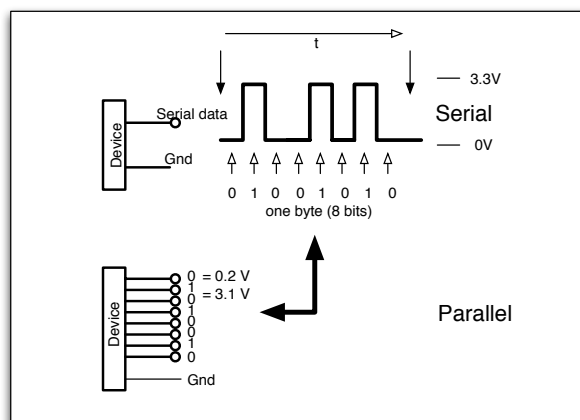 t
3.3V
Serial data
Serial
Device
Gnd
0V
0 1 0 0 1 0 1 0
one byte (8 bits)
0 = 0.2 V
1
0 = 3.1 V
1
0
0
1
0
Device
Parallel
Gnd